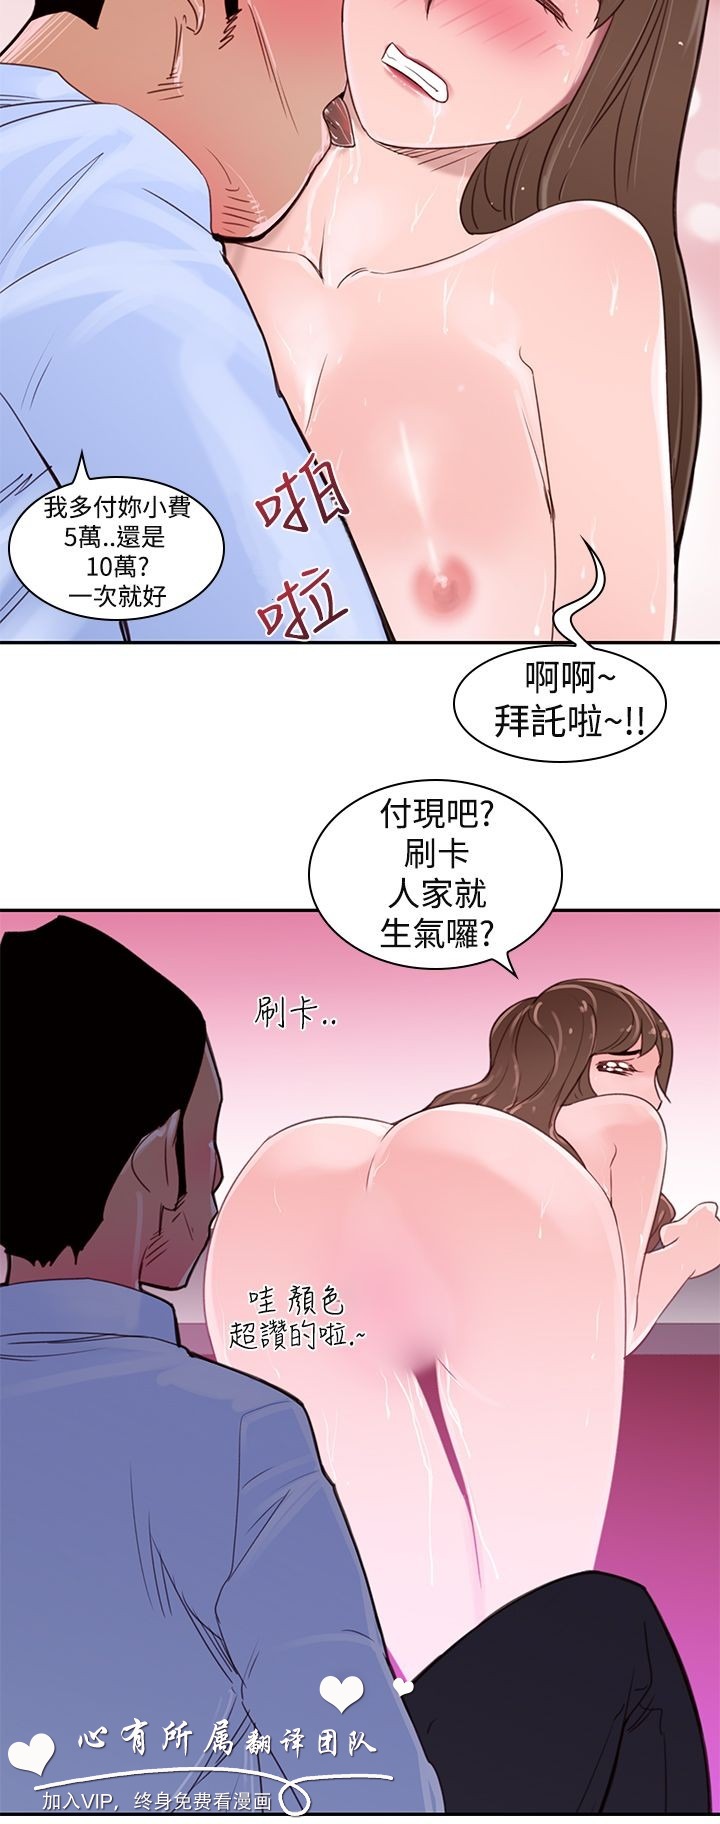 我多付妳小費
5萬..還是
10萬?
一次就好
啪
啦
啊啊~
拜託啦~!!
付現吧?
刷卡
人家就
生氣囉?
刷卡..
哇 顏色
超讚的啦.~
心有所属翻译团队
加入VIP，终身免费看漫画